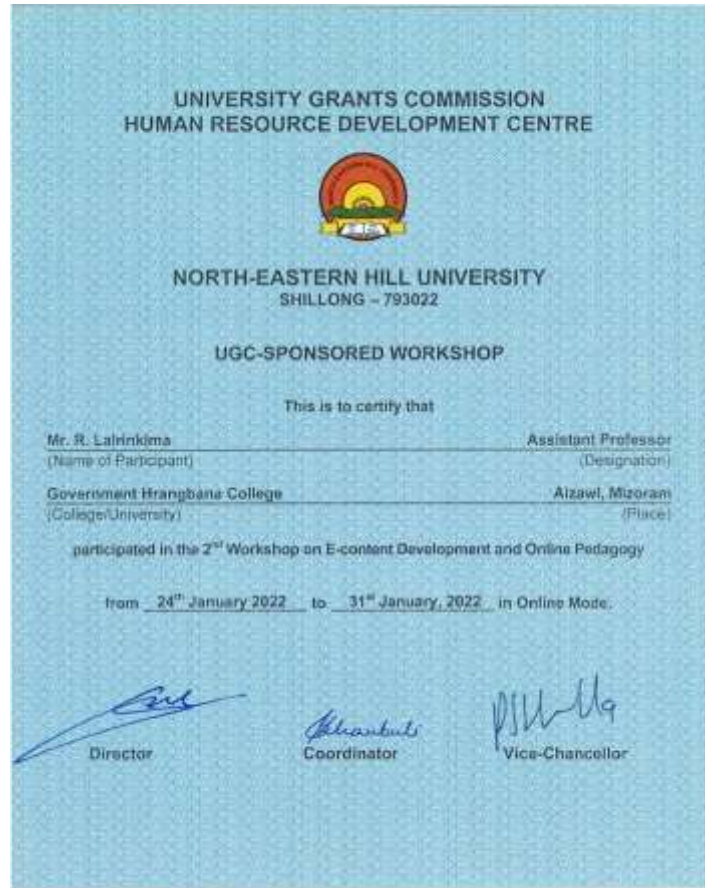 UNIVERSITY GRANTS COMMISSION
HUMAN RESOURCE DEVELOPMENT CENTRE
NORTH-EASTERN HILL UNIVERSITY
SHILLONG – 793022
UGC-SPONSORED WORKSHOP
This is to certify that
Mr. R. Lalrinkima Assistant Professor
(Name of Participant) (Designation)
Government Hrangbana College Aizawl, Mizoram
(College/University) (Place)
participated in the 2nd Workshop on E-content Development and Online Pedagogy
from 24th January 2022 to 31st January, 2022 in Online Mode.
Director Coordinator Vice-Chancellor